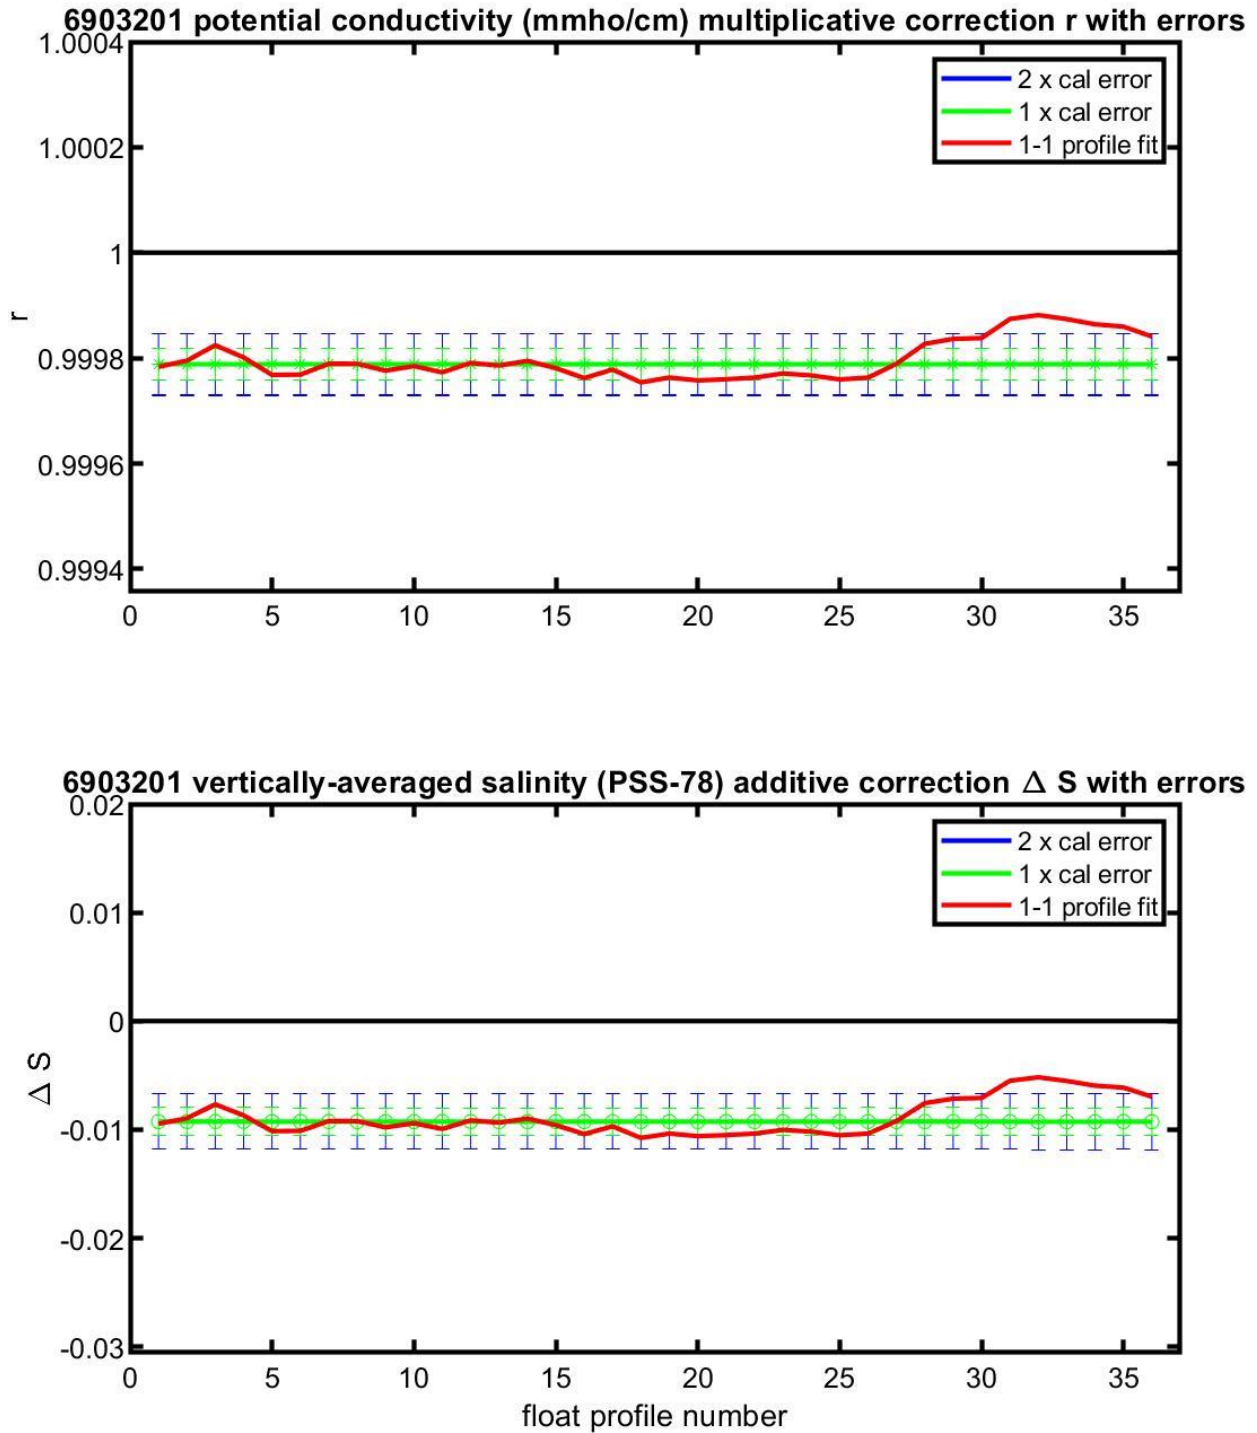 6903201 potential conductivity (mmho/cm) multiplicative correction r with errors
1.0004
1.0002
1
0.9998
0.9996
0.9994
r
2 x cal error
1 x cal error
1-1 profile fit
0 5 10 15 20 25 30 35
6903201 vertically-averaged salinity (PSS-78) additive correction Δ S with errors
0.02
0.01
0
-0.01
-0.02
-0.03
Δ S
2 x cal error
1 x cal error
1-1 profile fit
0 5 10 15 20 25 30 35
float profile number